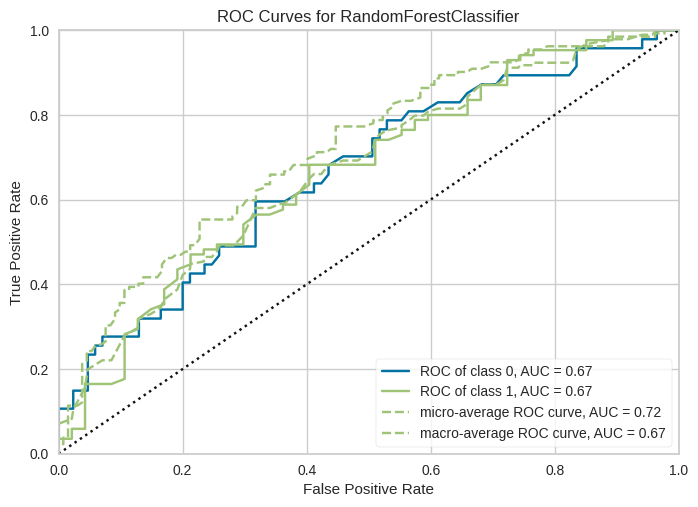 ROC Curves for RandomForestClassifier
1.0
0.8
0.6
0.4
0.2
0.0
True Positive Rate
ROC of class 0, AUC = 0.67
ROC of class 1, AUC = 0.67
micro-average ROC curve, AUC = 0.72
macro-average ROC curve, AUC = 0.67
0.0 0.2 0.4 0.6 0.8 1.0
False Positive Rate